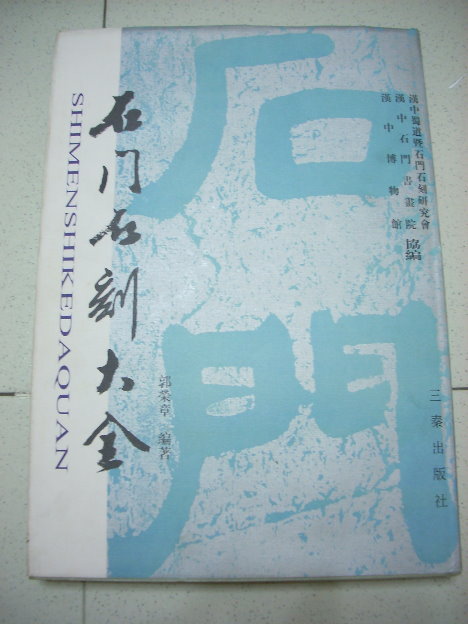 石門
漢中蜀道暨石門石刻研究會
漢中石門書畫院
漢中博物館
協編
石门石刻大全
SHIMENSHIKEDAQUAN
郭榮章 編著
三秦出版社